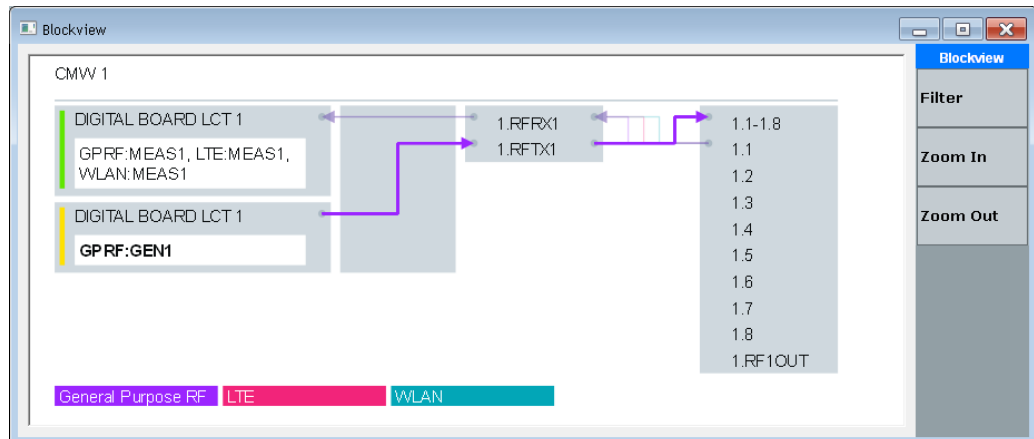 Blockview
Blockview
CMW 1
Filter
DIGITAL BOARD LCT 1
GPRF:MEAS1, LTE:MEAS1,
WLAN:MEAS1
1.RFRX1
1.RFTX1
1.1-1.8
1.1
1.2
1.3
1.4
1.5
1.6
1.7
1.8
1.RF1OUT
Zoom In
DIGITAL BOARD LCT 1
GPRF:GEN1
Zoom Out
General Purpose RF
LTE
WLAN